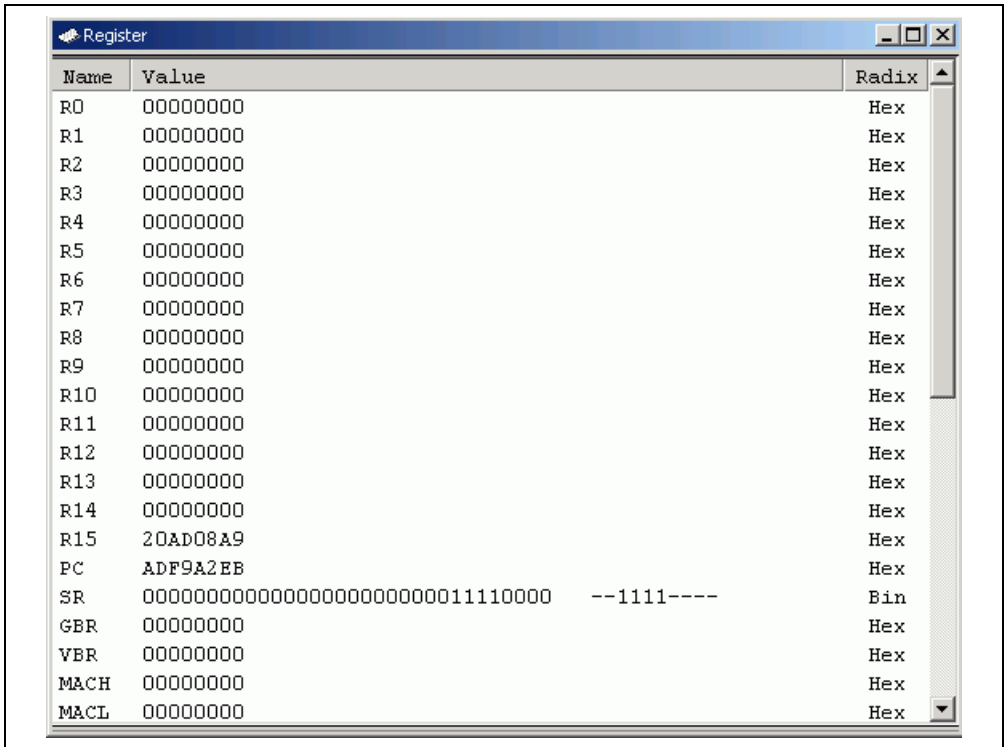 Register
Name Value Radix
R0 00000000 Hex
R1 00000000 Hex
R2 00000000 Hex
R3 00000000 Hex
R4 00000000 Hex
R5 00000000 Hex
R6 00000000 Hex
R7 00000000 Hex
R8 00000000 Hex
R9 00000000 Hex
R10 00000000 Hex
R11 00000000 Hex
R12 00000000 Hex
R13 00000000 Hex
R14 00000000 Hex
R15 20AD08A9 Hex
PC ADF9A2EB Hex
SR 00000000000000000000000011110000 --1111---- Bin
GBR 00000000 Hex
VBR 00000000 Hex
MACH 00000000 Hex
MACL 00000000 Hex